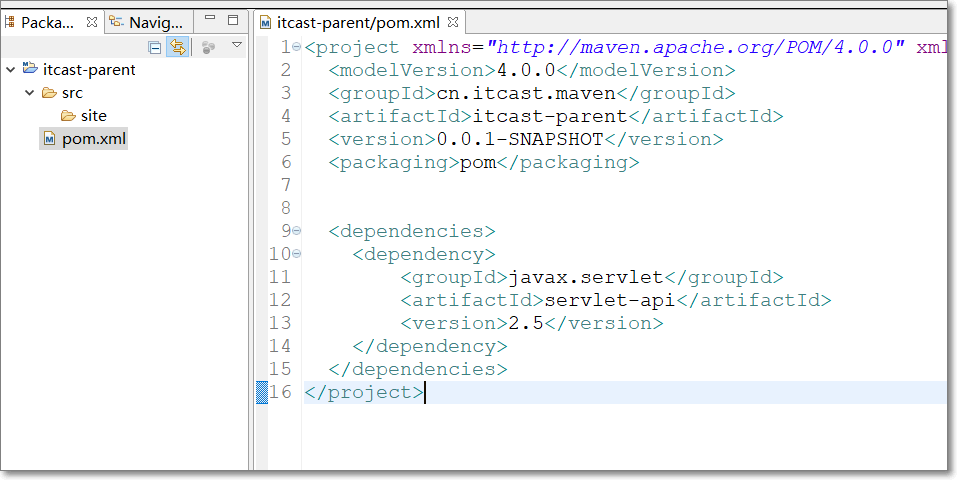 Packa...
Navig...
itcast-parent
src
site
pom.xml
itcast-parent/pom.xml
1 <project xmlns="http://maven.apache.org/POM/4.0.0" xml
2 <modelVersion>4.0.0</modelVersion>
3 <groupId>cn.itcast.maven</groupId>
4 <artifactId>itcast-parent</artifactId>
5 <version>0.0.1-SNAPSHOT</version>
6 <packaging>pom</packaging>
7
8
9 <dependencies>
10 <dependency>
11 <groupId>javax.servlet</groupId>
12 <artifactId>servlet-api</artifactId>
13 <version>2.5</version>
14 </dependency>
15 </dependencies>
16 </project>